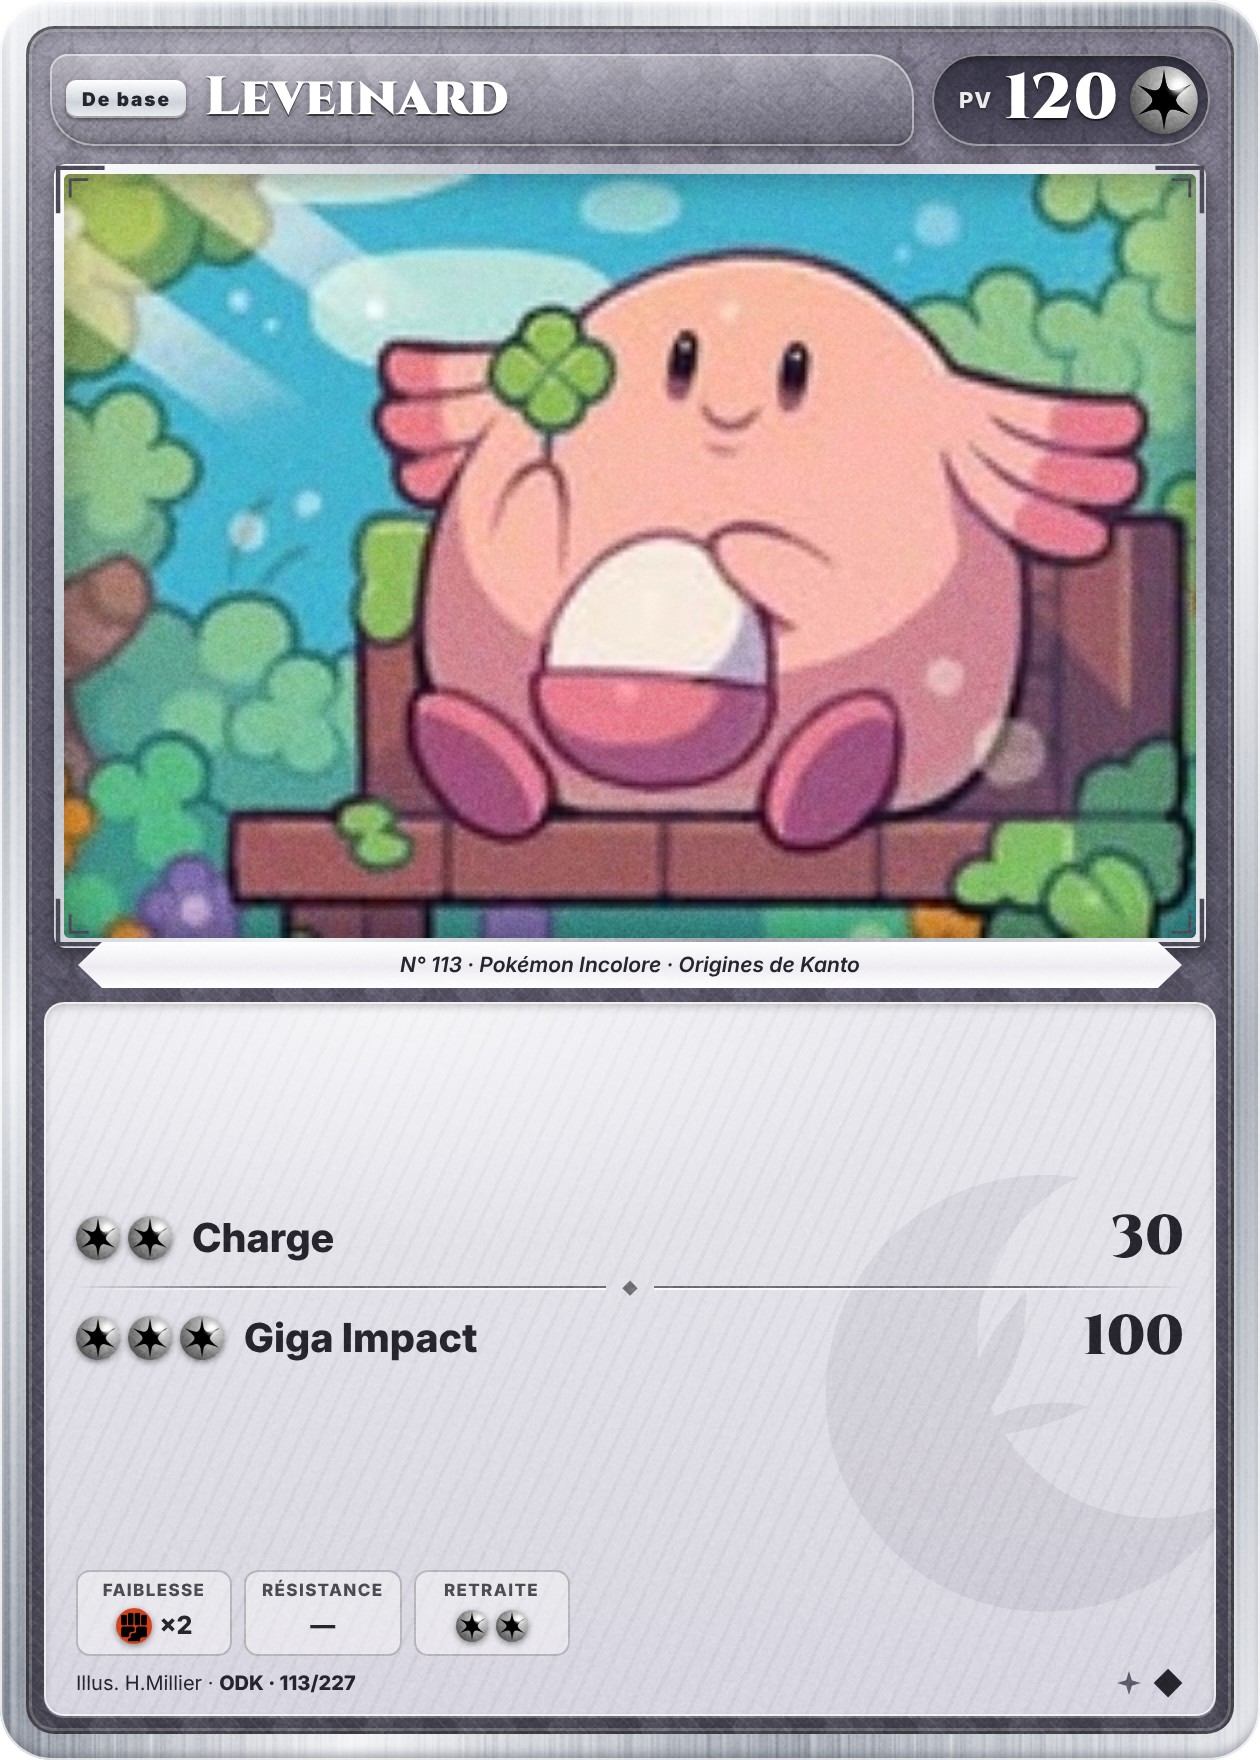 De base LEVEINARD PV 120
N° 113 · Pokémon Incolore · Origines de Kanto
Charge 30
Giga Impact 100
FAIBLESSE RÉSISTANCE RETRAITE
×2 —
Illus. H.Millier · ODK · 113/227